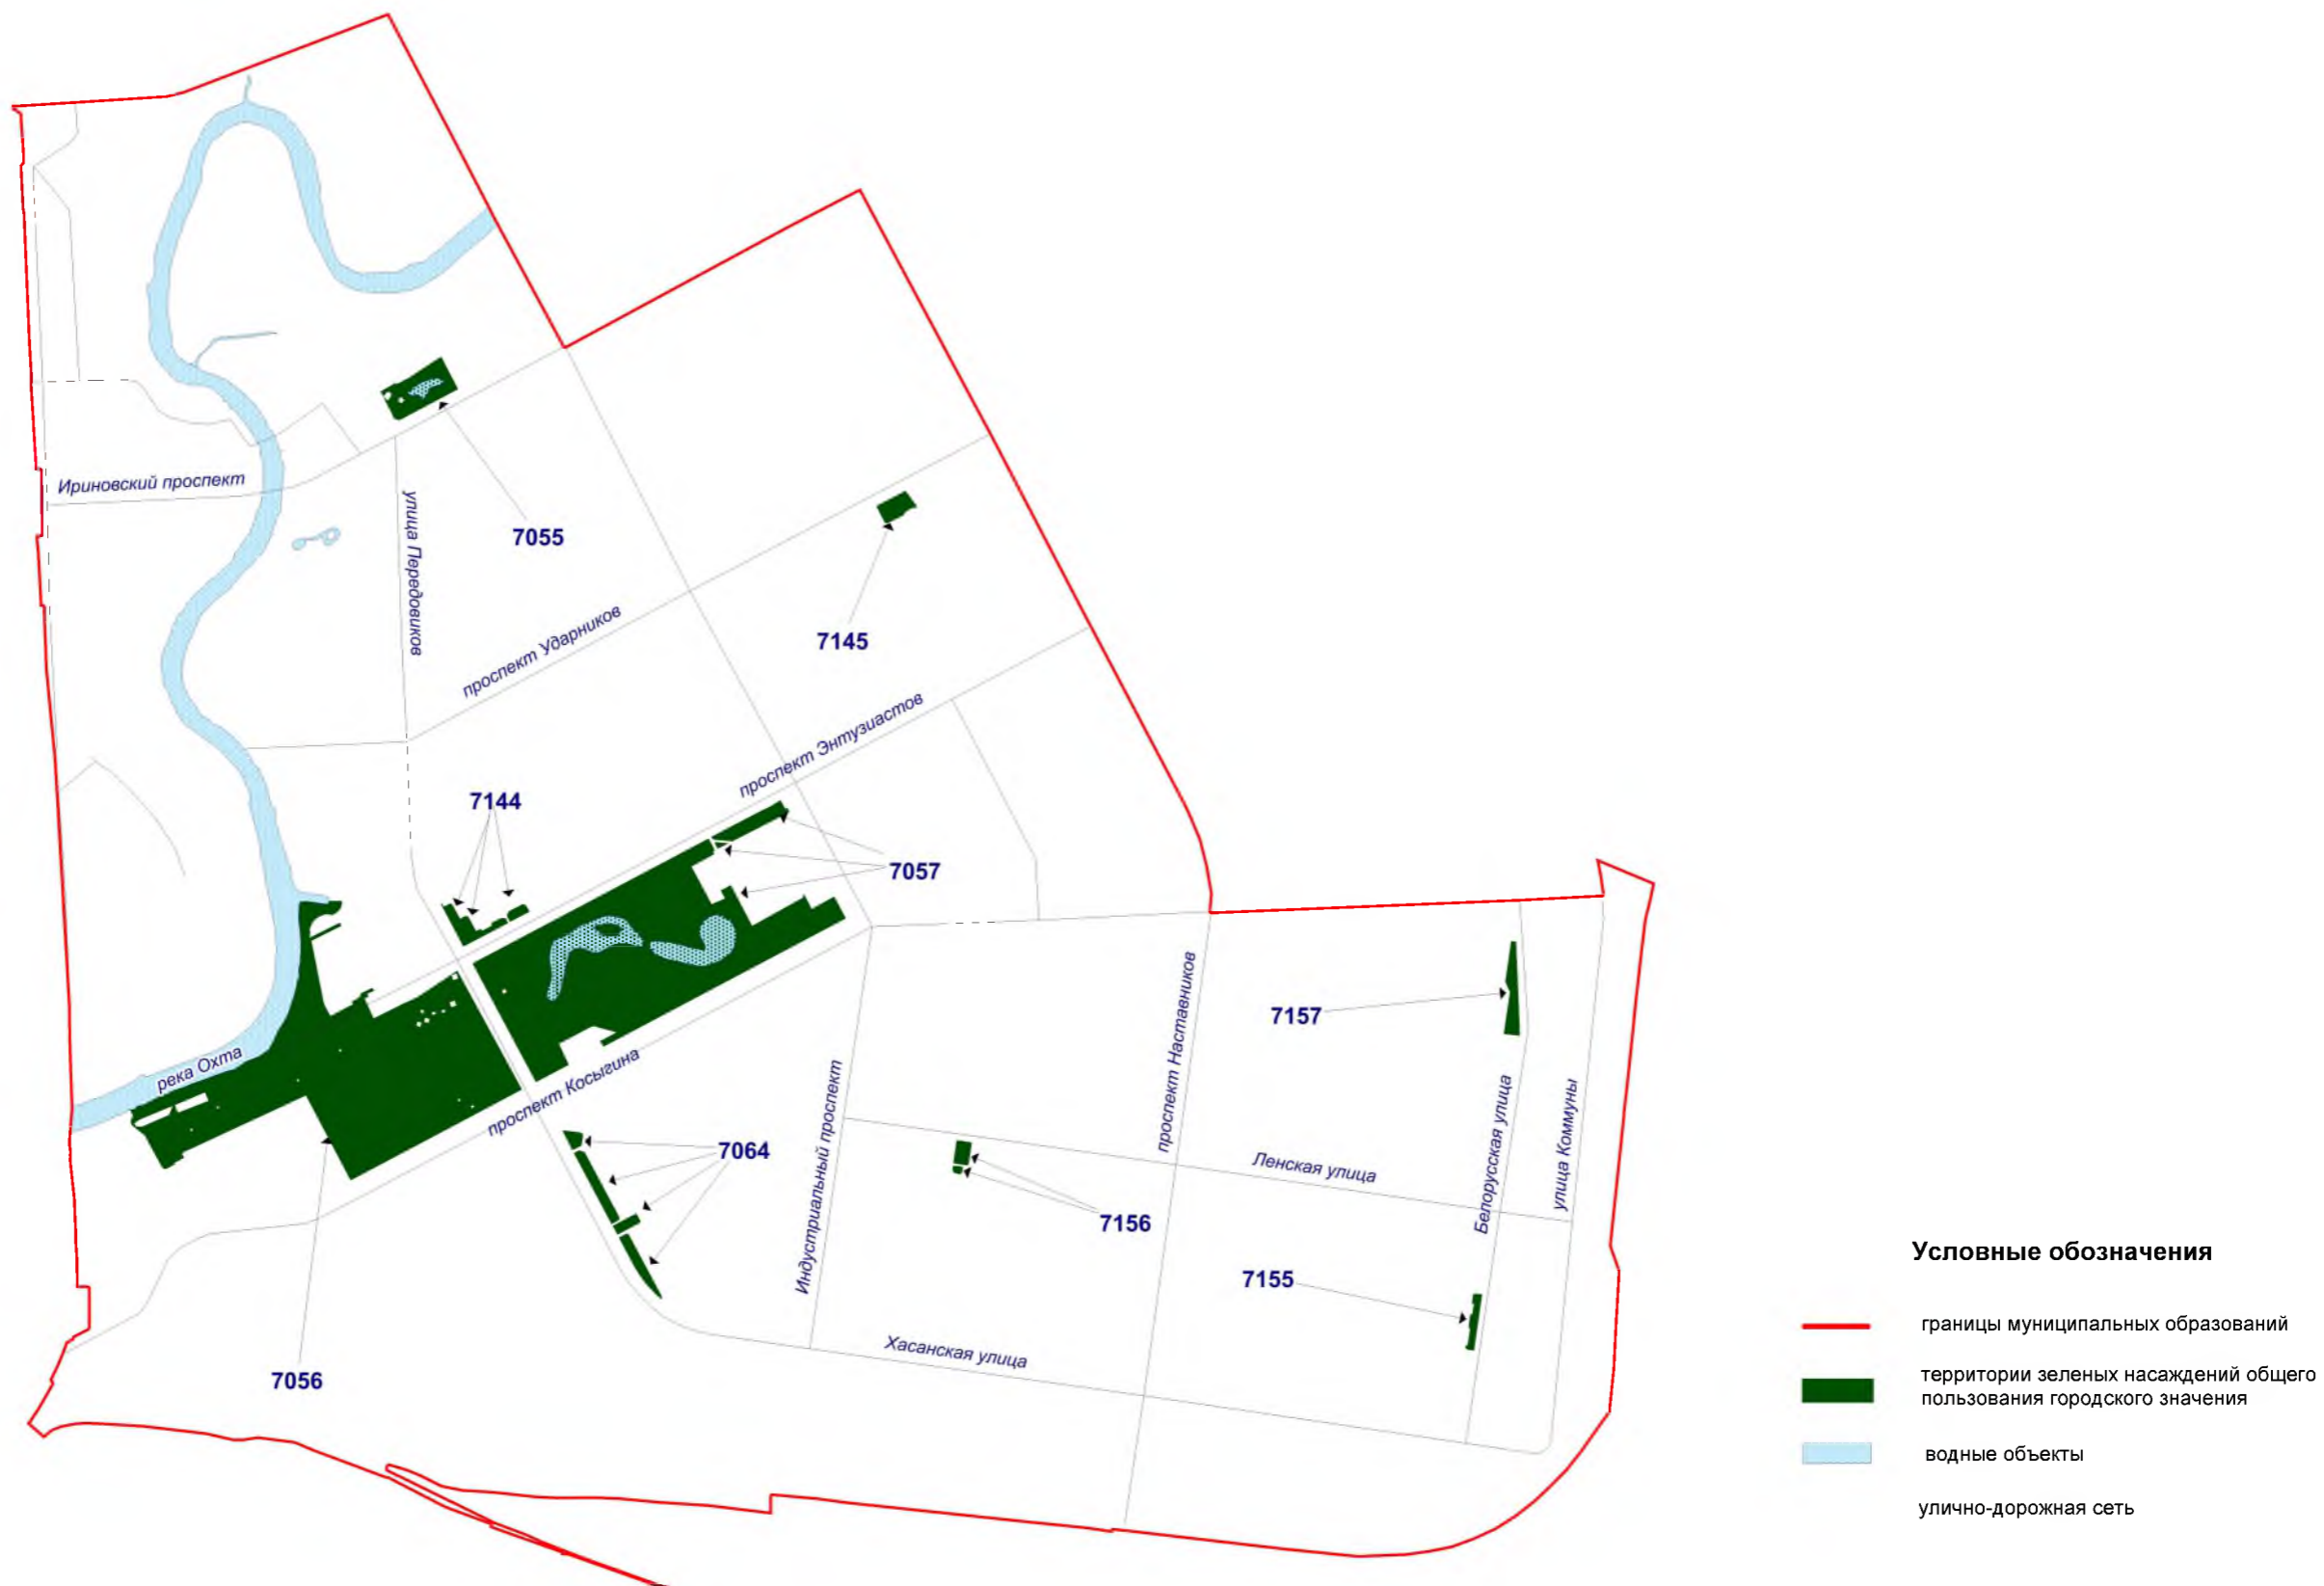 Ириновский проспект
улица Передовиков
7055
проспект Ударников
7145
проспект Энтузиастов
7144
7057
проспект Наставников
7157
река Охта
проспект Косыгина
Индустриальный проспект
Белорусская улица
улица Коммуны
7064
Ленская улица
7156
7155
Хасанская улица
7056
Условные обозначения
границы муниципальных образований
территории зеленых насаждений общего
пользования городского значения
водные объекты
улично-дорожная сеть